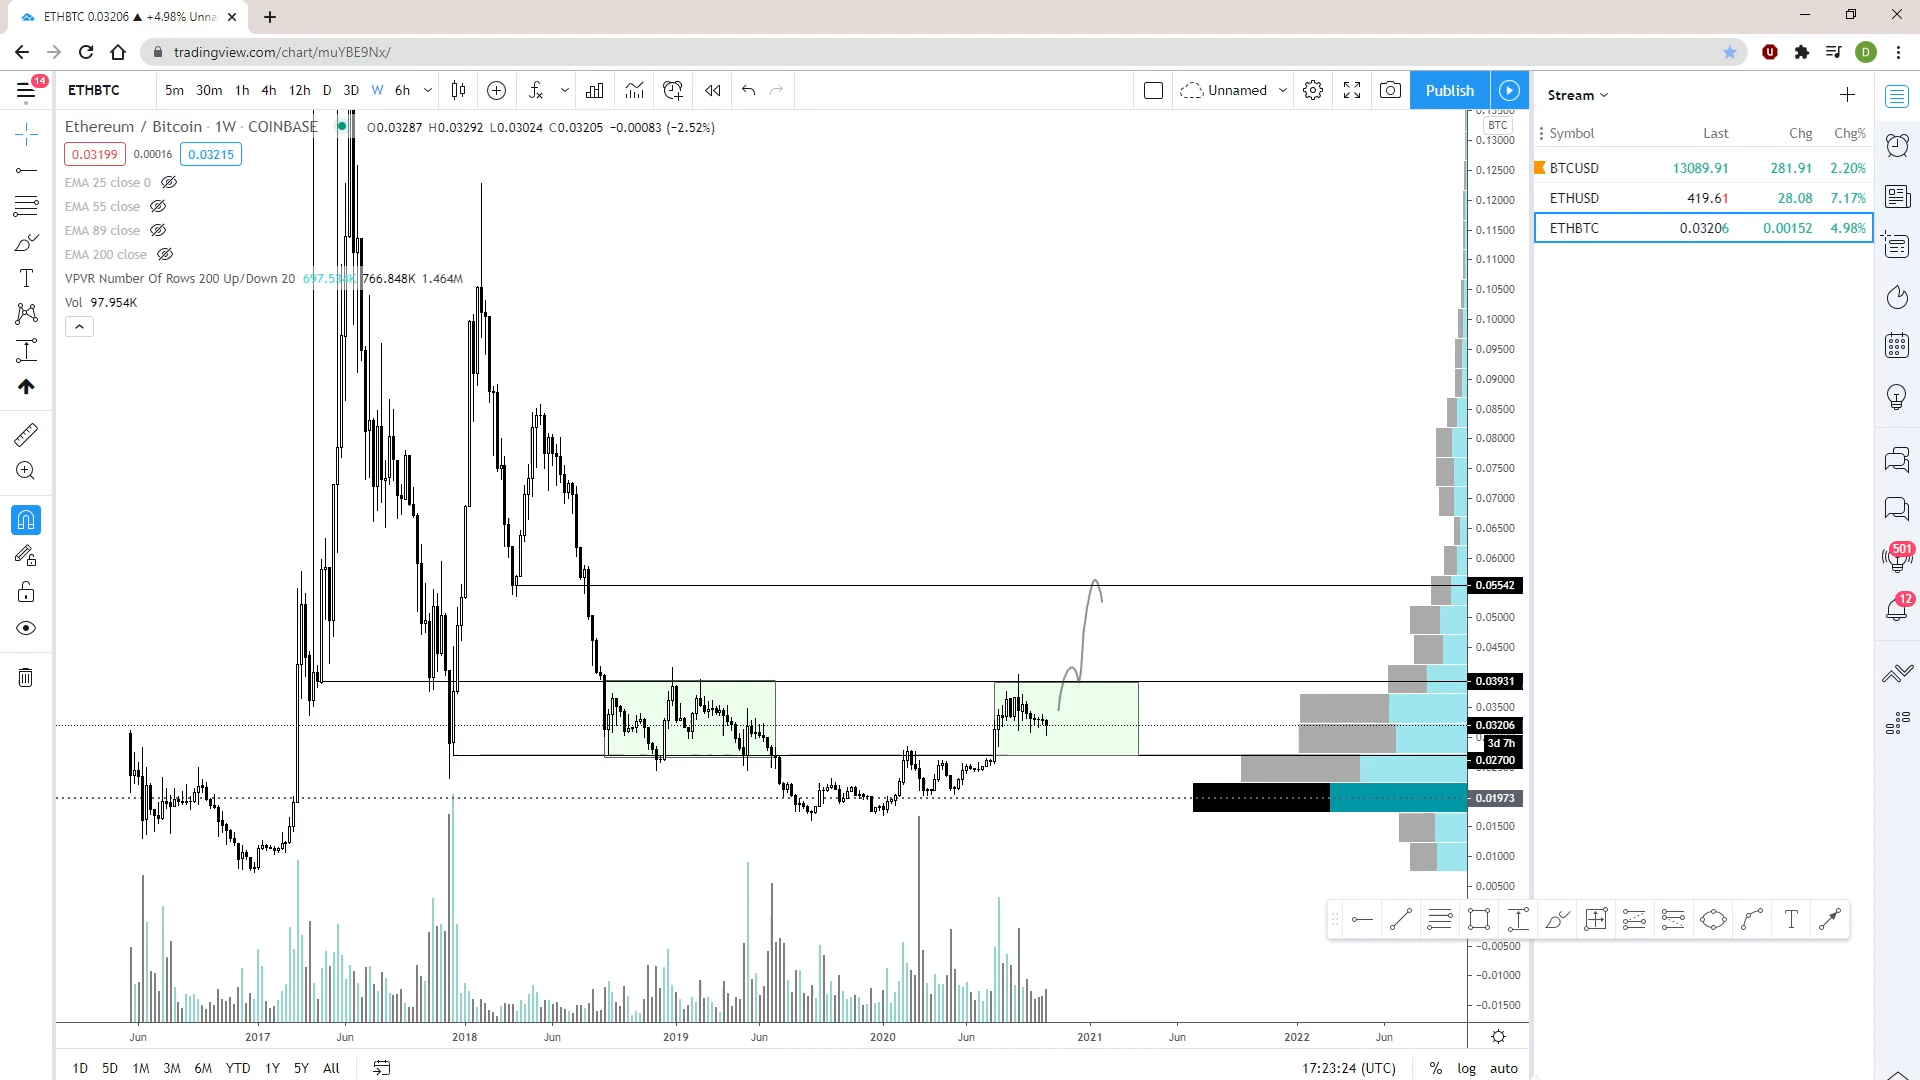 ETHBTC 0.03206 ▲ +4.98% Unna
tradingview.com/chart/muYBE9Nx/
D
14
ETHBTC
5m 30m 1h 4h 12h D 3D W 6h
Unnamed
Publish
Stream
Ethereum / Bitcoin · 1W · COINBASE
O0.03287 H0.03292 L0.03024 C0.03205 −0.00083 (−2.52%)
0.03199 0.00016 0.03215
EMA 25 close 0
EMA 55 close
EMA 89 close
EMA 200 close
VPVR Number Of Rows 200 Up/Down 20 766.848K 1.464M
Vol 97.954K
BTC
0.13000
0.12500
0.12000
0.11500
0.11000
0.10500
0.10000
0.09500
0.09000
0.08500
0.08000
0.07500
0.07000
0.06500
0.06000
0.05542
0.05000
0.04500
0.03931
0.03500
0.03206
3d 7h
0.02700
0.01973
0.01500
0.01000
0.00500
−0.00500
−0.01000
−0.01500
Symbol Last Chg Chg%
BTCUSD 13089.91 281.91 2.20%
ETHUSD 419.61 28.08 7.17%
ETHBTC 0.03206 0.00152 4.98%
501
12
Jun 2017 Jun 2018 Jun 2019 Jun 2020 Jun 2021 Jun 2022 Jun
1D 5D 1M 3M 6M YTD 1Y 5Y All
17:23:24 (UTC) % log auto